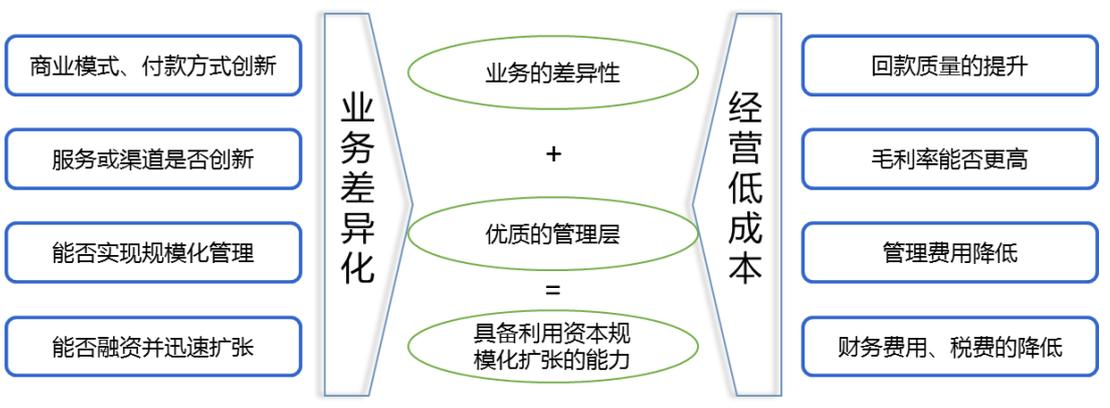 商业模式、付款方式创新
服务或渠道是否创新
能否实现规模化管理
能否融资并迅速扩张
业务差异化
业务的差异性
+
优质的管理层
=
具备利用资本规
模化扩张的能力
经营低成本
回款质量的提升
毛利率能否更高
管理费用降低
财务费用、税费的降低